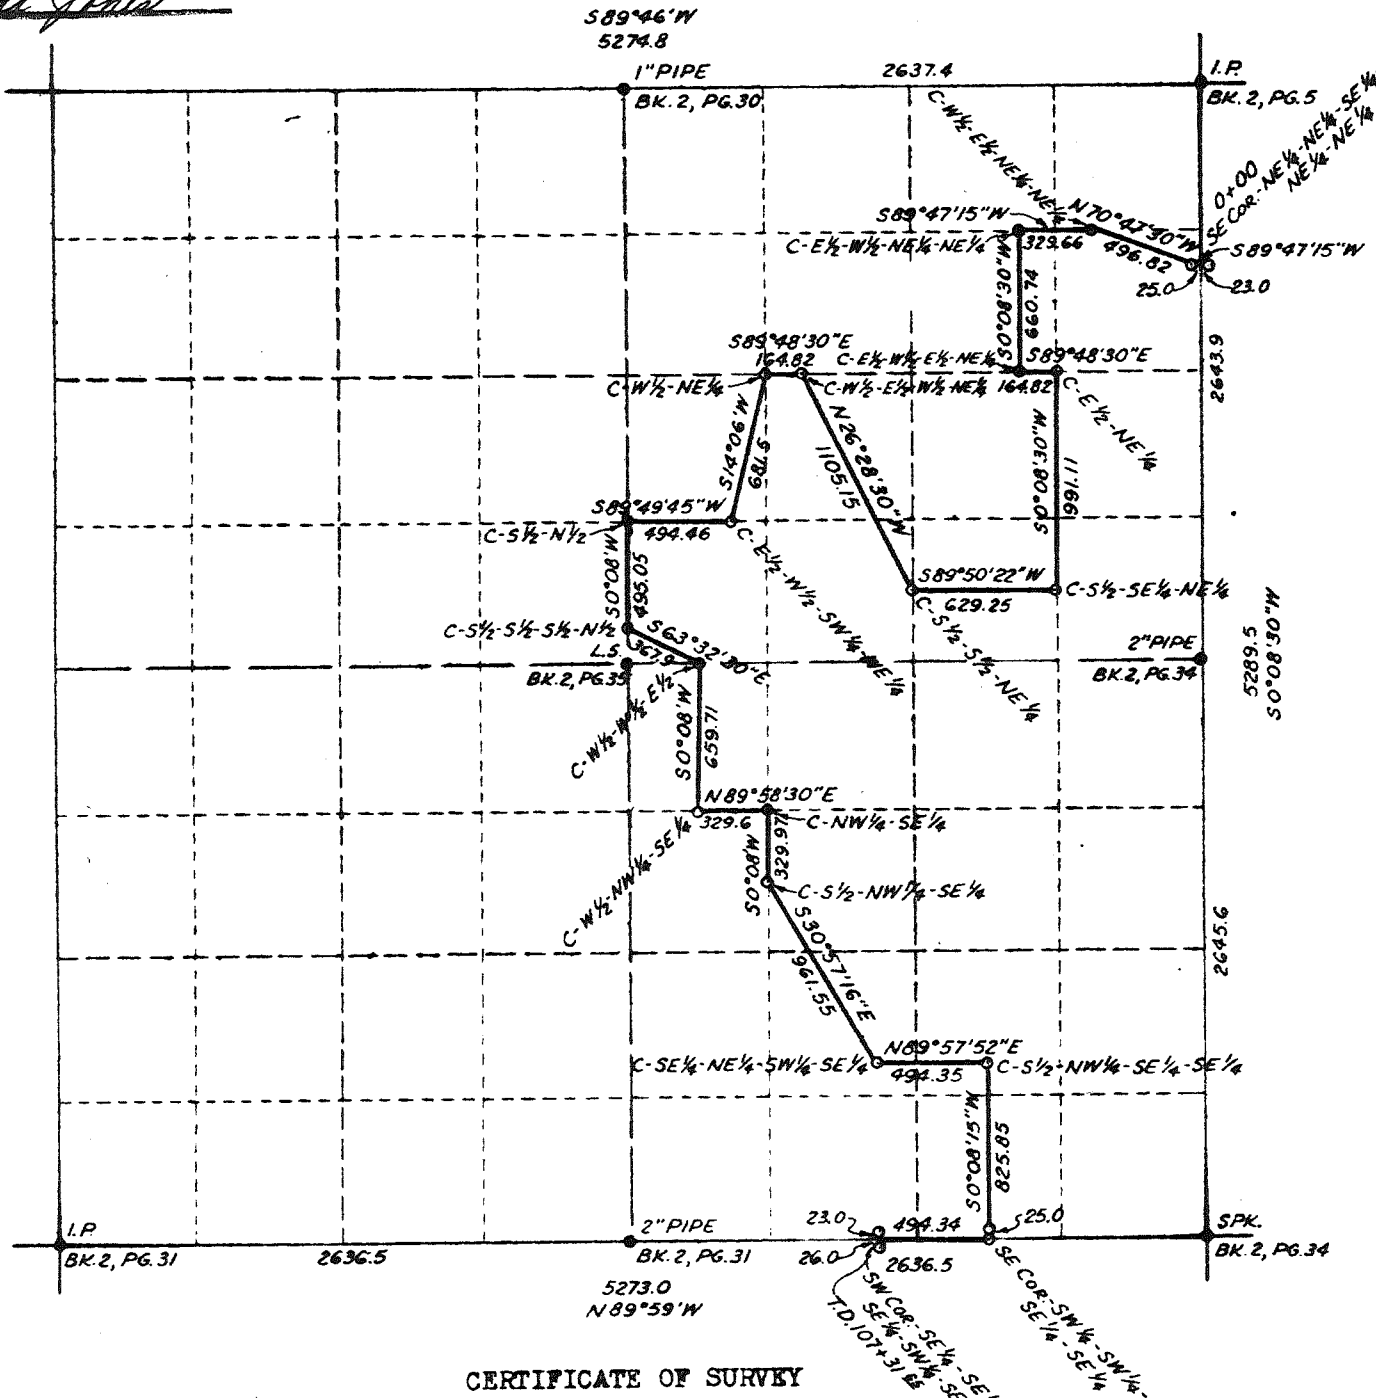 Jones
S89°46'W
5274.8
1" PIPE
BK. 2, PG. 30
2637.4
I.P.
BK. 2, PG. 5
C-W½-E½-NE¼-NE¼
0+00
SE COR.-NE¼-NE¼-SE¼
NE¼-NE¼
S89°47'15"W
329.66
N70°47'30"W
496.82
S89°47'15"W
25.0
23.0
C-E½-W½-NE¼-NE¼
S0°08'30"W
660.74
S89°48'30"E
164.82
C-E½-W½-E½-NE¼
S89°48'30"E
164.82
C-W½-NE¼
C-W½-E½-W½-NE¼
C-E½-NE¼
2643.9
S14°06'W
681.5
N26°28'30"W
1105.15
S0°08'30"W
991.11
S89°49'45"W
494.46
C-S½-N½
C-E½-W½-SW¼-NE¼
S0°08'W
495.05
S89°50'22"W
629.25
C-S½-SE¼-NE¼
C-S½-S½-NE¼
C-S½-S½-S½-N½
S63°32'30"E
367.9
L.S.
BK. 2, PG. 35
2" PIPE
BK. 2, PG. 34
5289.5
S0°08'30"W
C-W½-W½-E½
S0°08'W
659.71
N89°58'30"E
329.6
C-NW¼-SE¼
C-W½-NW¼-SE¼
S0°08'W
329.97
C-S½-NW¼-SE¼
S30°57'16"E
961.55
2645.6
N89°57'52"E
494.35
C-SE¼-NE¼-SW¼-SE¼
C-S½-NW¼-SE¼-SE¼
S0°08'15"W
825.85
I.P.
BK. 2, PG. 31
2636.5
2" PIPE
BK. 2, PG. 31
23.0
494.34
25.0
26.0
2636.5
SPK.
BK. 2, PG. 34
5273.0
N89°59'W
SW COR.-SE¼-SE
SE¼-SW¼-SE
T.D. 107+31
SE COR.-SW¼-SW¼-
SE¼-SE¼
CERTIFICATE OF SURVEY